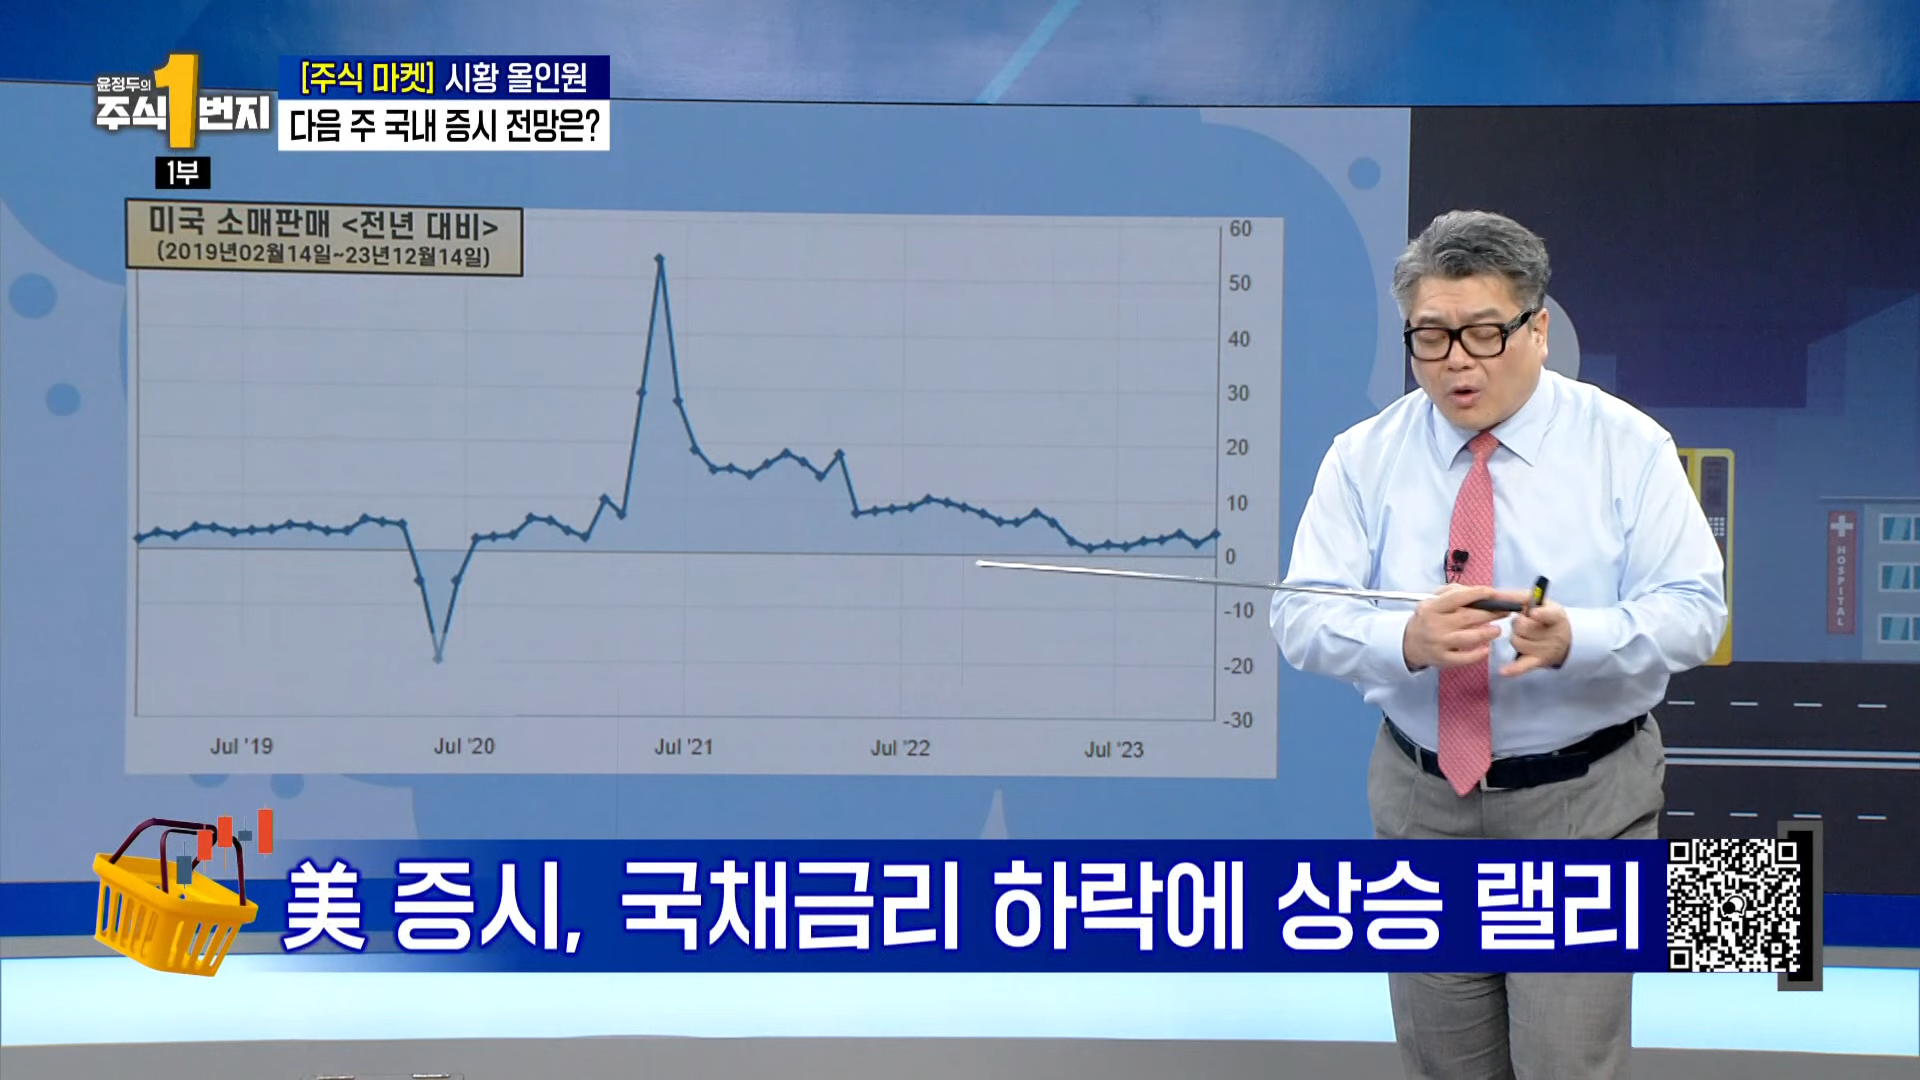 윤정두의
주식1번지
1부
[주식 마켓] 시황 올인원
다음 주 국내 증시 전망은?
미국 소매판매 <전년 대비>
(2019년02월14일~23년12월14일)
60
50
40
30
20
10
0
-10
-20
-30
Jul '19
Jul '20
Jul '21
Jul '22
Jul '23
HOSPITAL
美 증시, 국채금리 하락에 상승 랠리